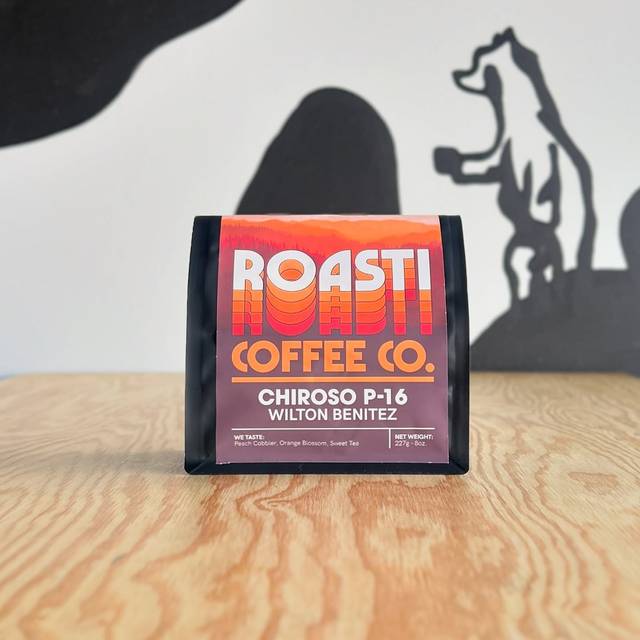 ROASTI
COFFEE CO.
CHIROSO P-16
WILTON BENITEZ
WE TASTE:
Peach Cobbler, Orange Blossom, Sweet Tea
NET WEIGHT:
227g - 8oz.